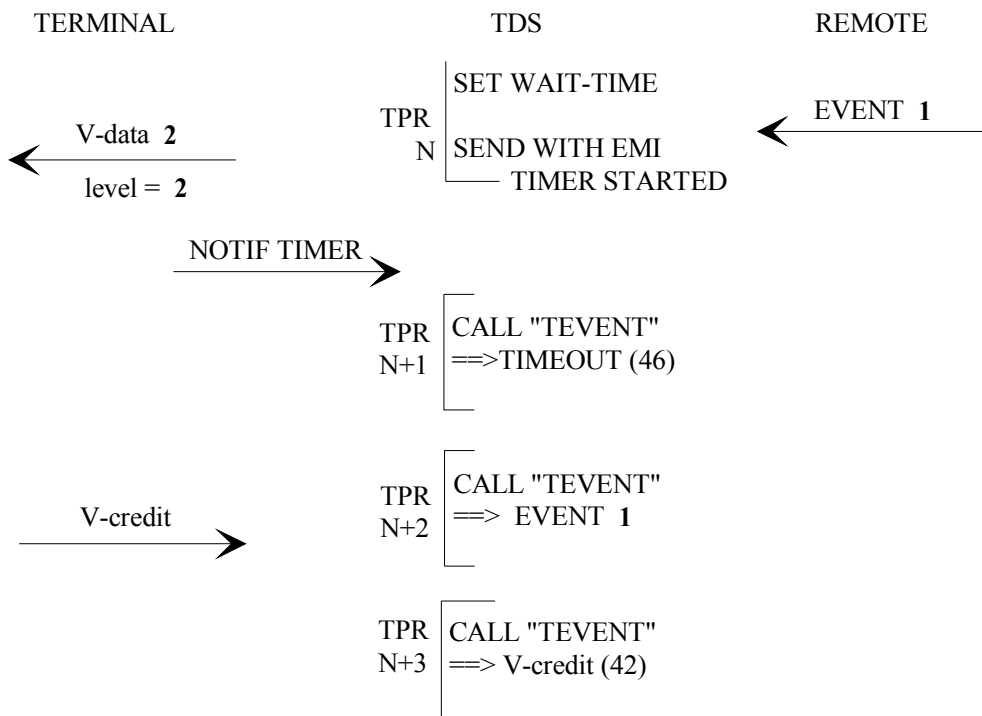 TERMINAL TDS REMOTE
SET WAIT-TIME
TPR
N
EVENT 1
V-data 2
SEND WITH EMI
level = 2
TIMER STARTED
NOTIF TIMER
TPR
N+1
CALL "TEVENT"
==>TIMEOUT (46)
V-credit
TPR
N+2
CALL "TEVENT"
==> EVENT 1
TPR
N+3
CALL "TEVENT"
==> V-credit (42)